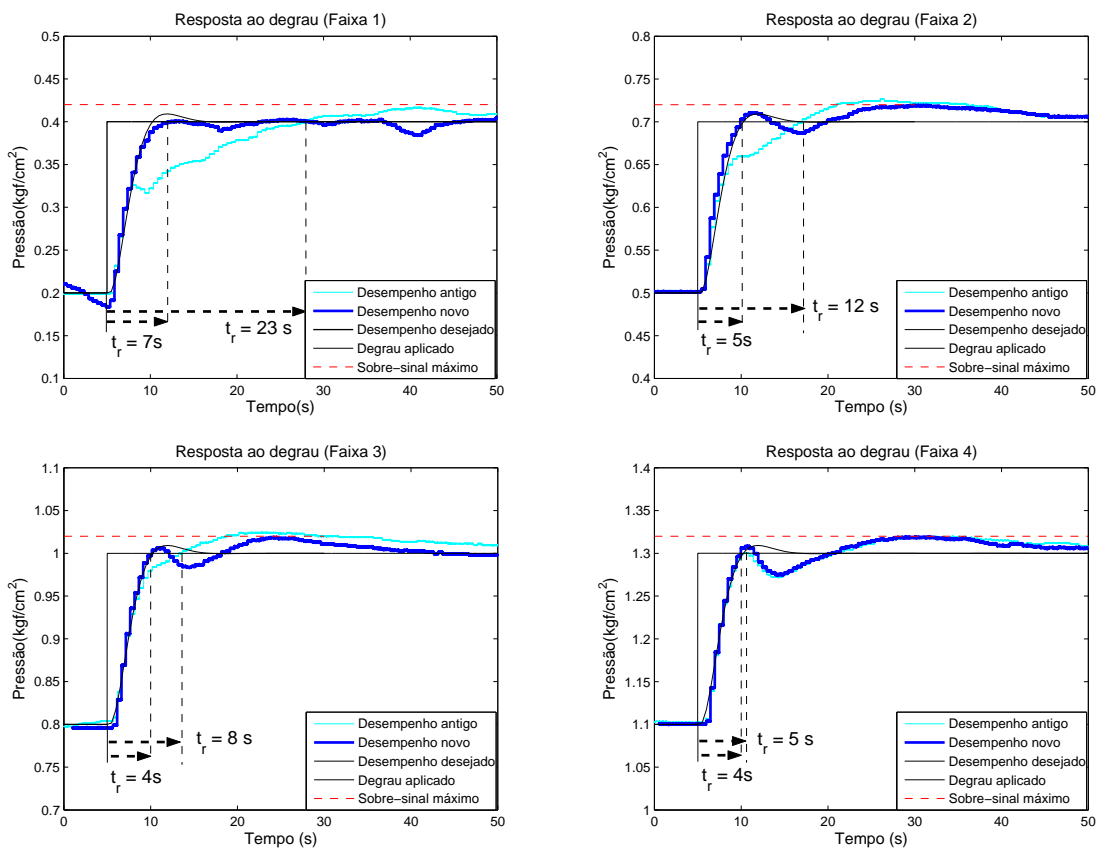 Resposta ao degrau (Faixa 1)
0.5
0.45
0.4
0.35
0.3
0.25
0.2
0.15
0.1
Pressão(kgf/cm²)
t_r = 7s
t_r = 23 s
Desempenho antigo
Desempenho novo
Desempenho desejado
Degrau aplicado
Sobre−sinal máximo
0 10 20 30 40 50
Tempo(s)
Resposta ao degrau (Faixa 2)
0.8
0.75
0.7
0.65
0.6
0.55
0.5
0.45
0.4
Pressão(kgf/cm²)
t_r = 12 s
t_r = 5s
Desempenho antigo
Desempenho novo
Desempenho desejado
Degrau aplicado
Sobre−sinal máximo
0 10 20 30 40 50
Tempo (s)
Resposta ao degrau (Faixa 3)
1.1
1.05
1
0.95
0.9
0.85
0.8
0.75
0.7
Pressão(kgf/cm²)
t_r = 8 s
t_r = 4s
Desempenho antigo
Desempenho novo
Desempenho desejado
Degrau aplicado
Sobre−sinal máximo
0 10 20 30 40 50
Tempo (s)
Resposta ao degrau (Faixa 4)
1.4
1.3
1.2
1.1
1
Pressão(kgf/cm²)
t_r = 5 s
t_r = 4s
Desempenho antigo
Desempenho novo
Desempenho desejado
Degrau aplicado
Sobre−sinal máximo
0 10 20 30 40 50
Tempo (s)